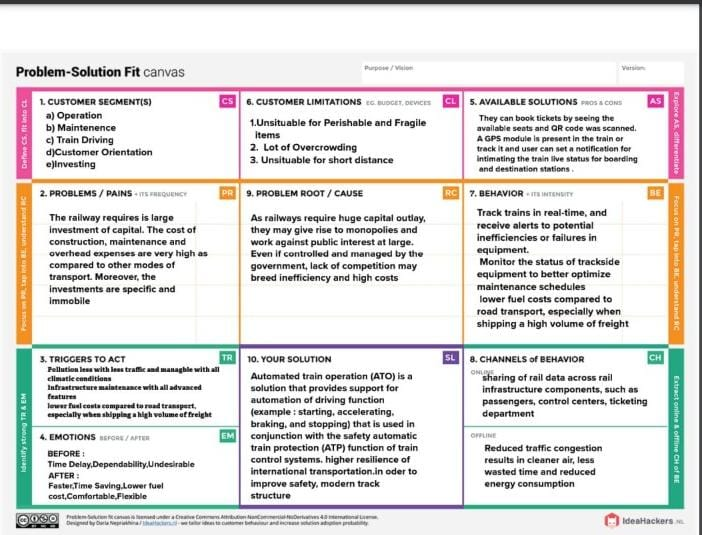 Problem-Solution Fit canvas
Purpose / Vision
Version:
Define CS, fit into CL
1. CUSTOMER SEGMENT(S)
CS
a) Operation
b) Maintenence
c) Train Driving
d)Customer Orientation
e)Investing
6. CUSTOMER LIMITATIONS EG. BUDGET, DEVICES
CL
1.Unsituable for Perishable and Fragile
items
2. Lot of Overcrowding
3. Unsituable for short distance
5. AVAILABLE SOLUTIONS PROS & CONS
AS
They can book tickets by seeing the
available seats and QR code was scanned.
A GPS module is present in the train or
track it and user can set a notification for
intimating the train live status for boarding
and destination stations .
Explore AS, differentiate
Focus on PR, tap into BE, understand RC
2. PROBLEMS / PAINS + ITS FREQUENCY
PR
The railway requires is large
investment of capital. The cost of
construction, maintenance and
overhead expenses are very high as
compared to other modes of
transport. Moreover, the
investments are specific and
immobile
9. PROBLEM ROOT / CAUSE
RC
As railways require huge capital outlay,
they may give rise to monopolies and
work against public interest at large.
Even if controlled and managed by the
government, lack of competition may
breed inefficiency and high costs
7. BEHAVIOR + ITS INTENSITY
BE
Track trains in real-time, and
receive alerts to potential
inefficiencies or failures in
equipment.
Monitor the status of trackside
equipment to better optimize
maintenance schedules
lower fuel costs compared to
road transport, especially when
shipping a high volume of freight
Focus on PR, tap into BE, understand RC
Identify strong TR & EM
3. TRIGGERS TO ACT
TR
Pollution less with less traffic and managble with all
climatic conditions
Infrastructure maintenance with all advanced
features
lower fuel costs compared to road transport,
especially when shipping a high volume of freight
4. EMOTIONS BEFORE / AFTER
EM
BEFORE :
Time Delay,Dependability,Undesirable
AFTER :
Faster,Time Saving,Lower fuel
cost,Comfortable,Flexible
10. YOUR SOLUTION
SL
Automated train operation (ATO) is a
solution that provides support for
automation of driving function
(example : starting, accelerating,
braking, and stopping) that is used in
conjunction with the safety automatic
train protection (ATP) function of train
control systems. higher resilience of
international transportation.in oder to
improve safety, modern track
structure
8. CHANNELS of BEHAVIOR
CH
ONLINE
sharing of rail data across rail
infrastructure components, such as
passengers, control centers, ticketing
department
OFFLINE
Reduced traffic congestion
results in cleaner air, less
wasted time and reduced
energy consumption
Extract online & offline CH of BE
Problem-Solution fit canvas is licensed under a Creative Commons Attribution-NonCommercial-NoDerivatives 4.0 International License.
Designed by Daria Nepriakhina / IdeaHackers.nl - we tailor ideas to customer behaviour and increase solution adoption probability.
IdeaHackers.NL